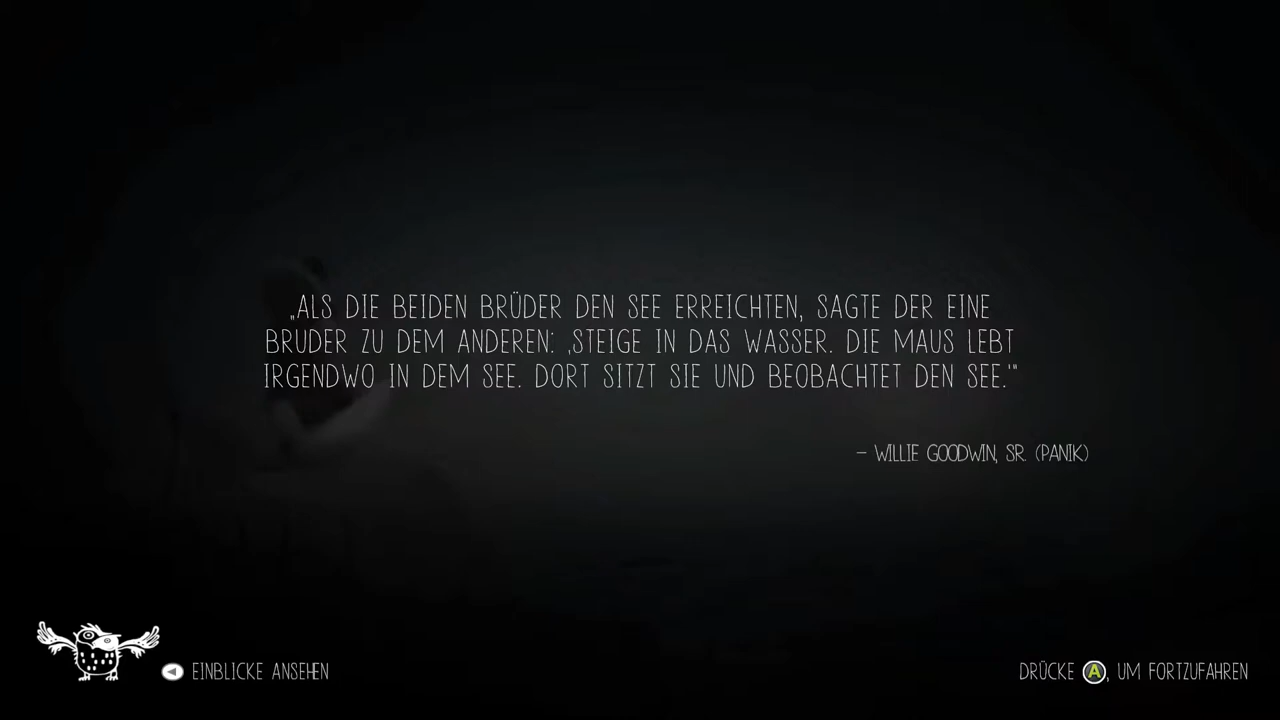 „ALS DIE BEIDEN BRÜDER DEN SEE ERREICHTEN, SAGTE DER EINE
BRUDER ZU DEM ANDEREN: ‚STEIGE IN DAS WASSER. DIE MAUS LEBT
IRGENDWO IN DEM SEE. DORT SITZT SIE UND BEOBACHTET DEN SEE.'"
– WILLIE GOODWIN, SR. (PANIK)
EINBLICKE ANSEHEN
DRÜCKE A, UM FORTZUFAHREN